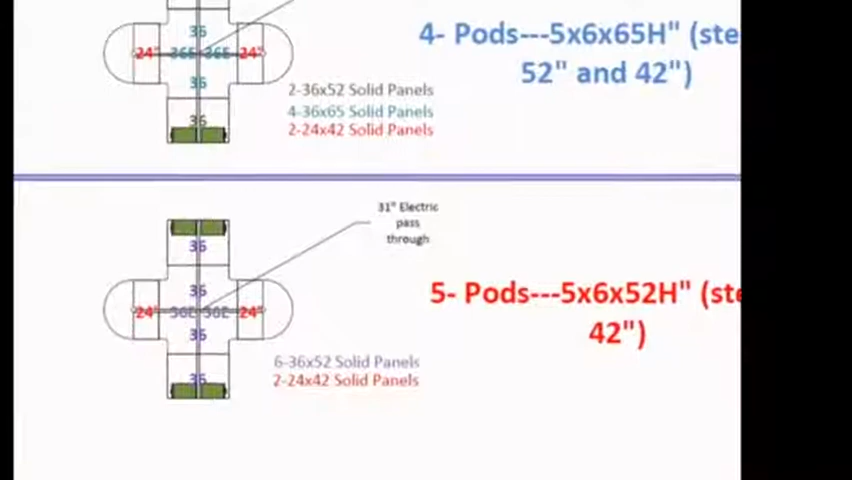 36
4- Pods---5x6x65H" (ste
24" 36E 36E 24"
52" and 42")
36
2-36x52 Solid Panels
4-36x65 Solid Panels
36
2-24x42 Solid Panels
31" Electric
pass
through
36
36
5- Pods---5x6x52H" (ste
24" 36E 36E 24"
42")
36
6-36x52 Solid Panels
36
2-24x42 Solid Panels